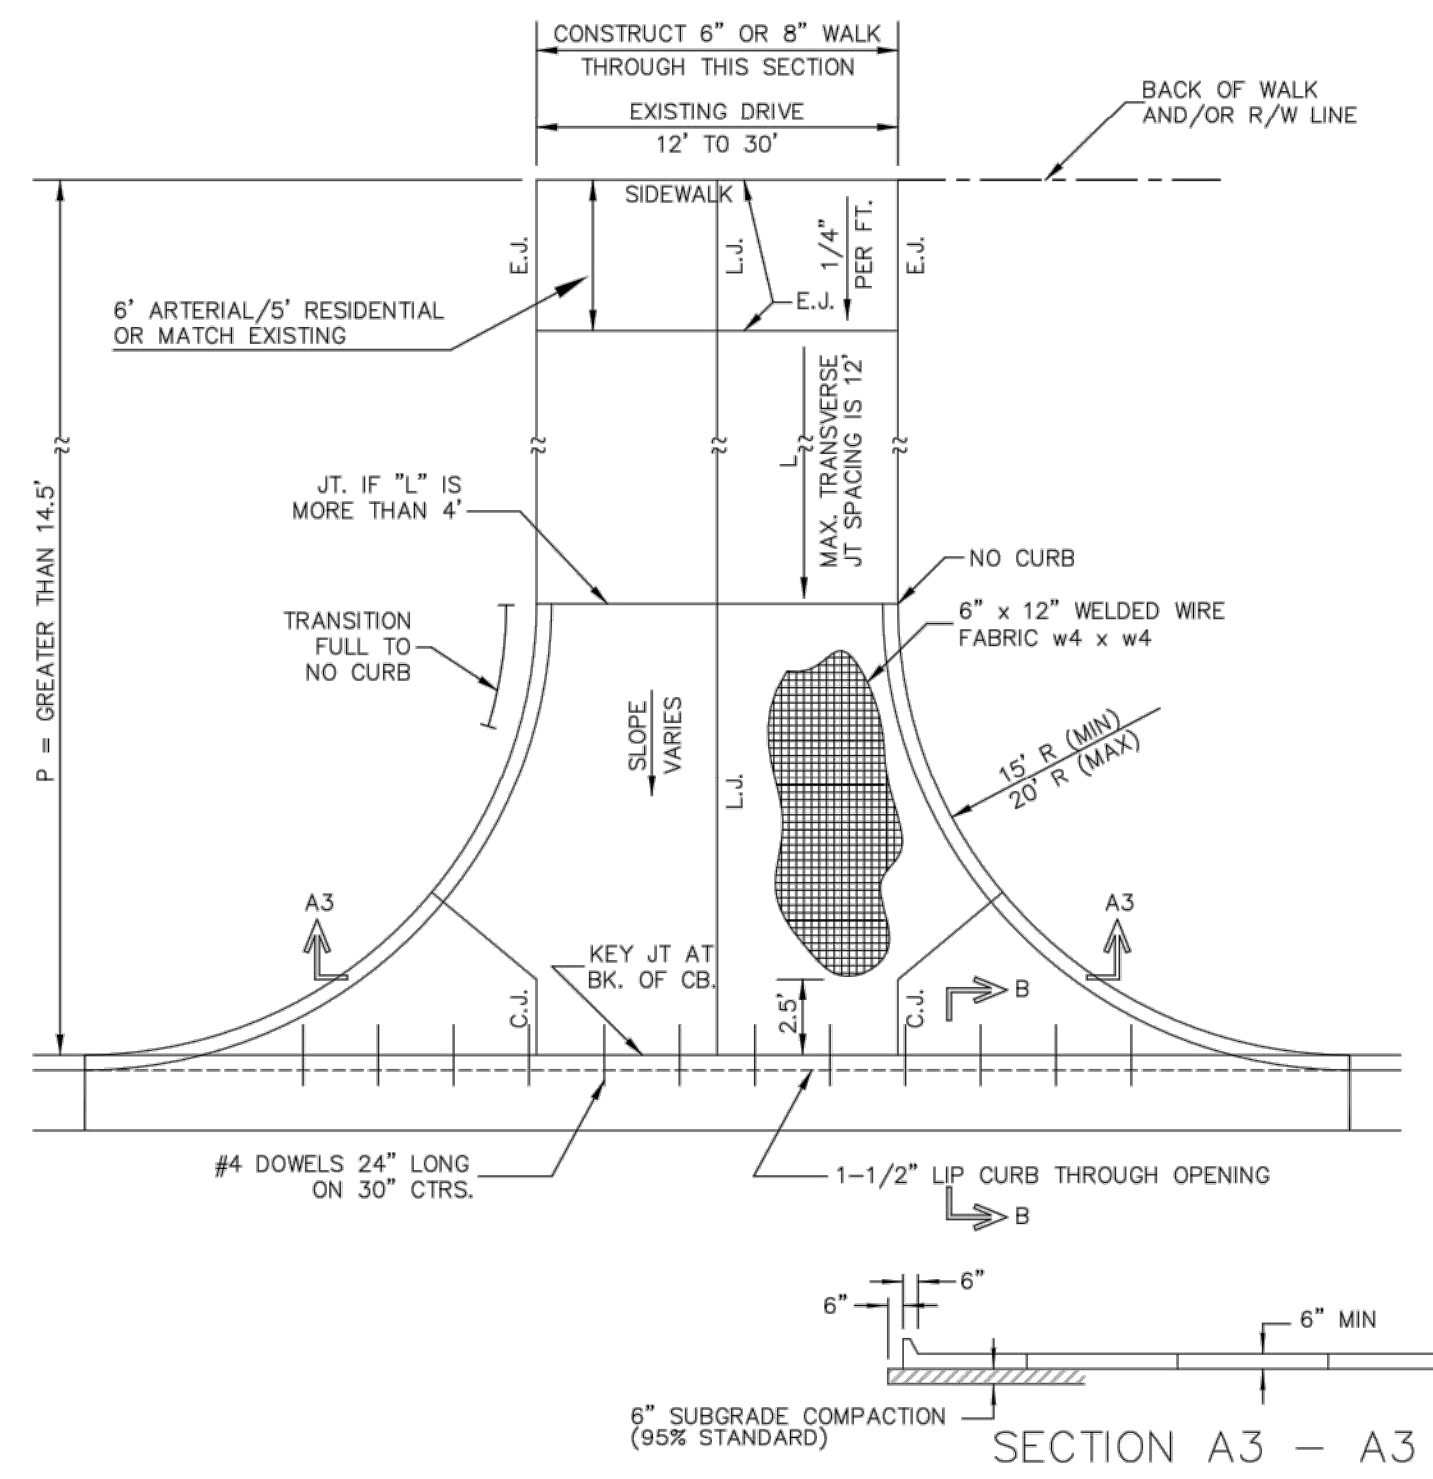 CONSTRUCT 6” OR 8” WALK
THROUGH THIS SECTION
EXISTING DRIVE
12’ TO 30’
BACK OF WALK
AND/OR R/W LINE
SIDEWALK
E.J.
L.J.
1/4”
PER FT.
E.J.
E.J.
6’ ARTERIAL/5’ RESIDENTIAL
OR MATCH EXISTING
L
MAX. TRANSVERSE
JT SPACING IS 12’
JT. IF ”L” IS
MORE THAN 4’
P = GREATER THAN 14.5’
NO CURB
6” x 12” WELDED WIRE
FABRIC w4 x w4
TRANSITION
FULL TO
NO CURB
SLOPE
VARIES
L.J.
15’ R (MIN)
20’ R (MAX)
A3
A3
KEY JT AT
BK. OF CB.
C.J.
2.5’
C.J.
B
#4 DOWELS 24” LONG
ON 30” CTRS.
1–1/2” LIP CURB THROUGH OPENING
B
6”
6”
6” MIN
6” SUBGRADE COMPACTION
(95% STANDARD)
SECTION A3 – A3